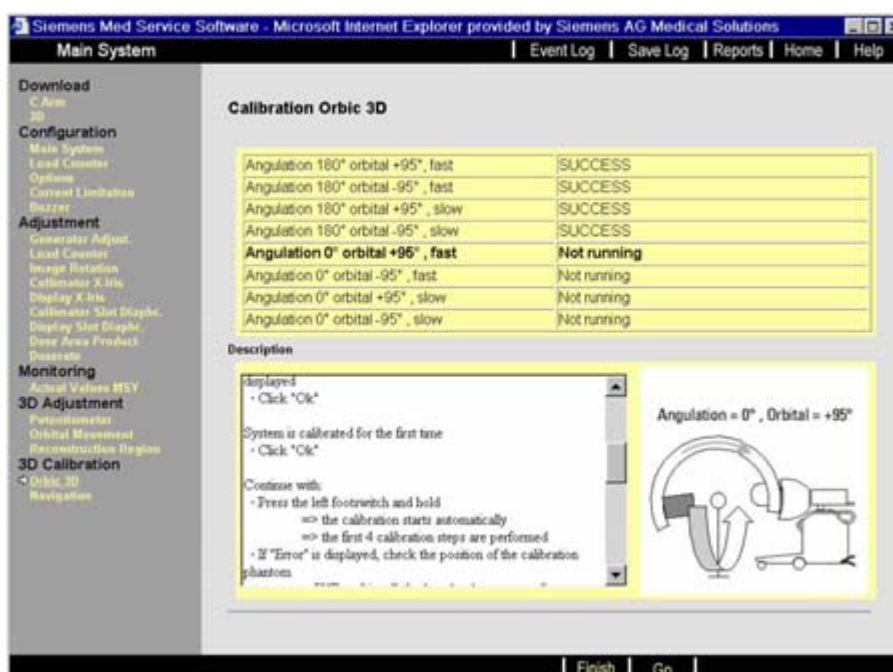 Siemens Med Service Software - Microsoft Internet Explorer provided by Siemens AG Medical Solutions
Main System
Event Log | Save Log | Reports | Home | Help
Download
C Arm
3D
Configuration
Main System
Load Counter
Options
Current Limitation
Buzzer
Adjustment
Generator Adjust.
Load Counter
Image Rotation
Collimator X-Iris
Display X-Iris
Collimator Slot Diaphr.
Display Slot Diaphr.
Dose Area Product
Doserate
Monitoring
Actual Values MSY
3D Adjustment
Potentiometer
Orbital Movement
Reconstruction Region
3D Calibration
Orbic 3D
Navigation
Calibration Orbic 3D
Angulation 180° orbital +95°, fast SUCCESS
Angulation 180° orbital -95°, fast SUCCESS
Angulation 180° orbital +95° , slow SUCCESS
Angulation 180° orbital -95°, slow SUCCESS
Angulation 0° orbital +95° , fast Not running
Angulation 0° orbital -95° , fast Not running
Angulation 0° orbital +95° , slow Not running
Angulation 0° orbital -95° , slow Not running
Description
displayed
- Click "Ok"
System is calibrated for the first time
- Click "Ok"
Continue with:
- Press the left footswitch and hold
=> the calibration starts automatically
=> the first 4 calibration steps are performed
- If "Error" is displayed, check the position of the calibration
phantom
Angulation = 0° , Orbital = +95°
Finish | Go